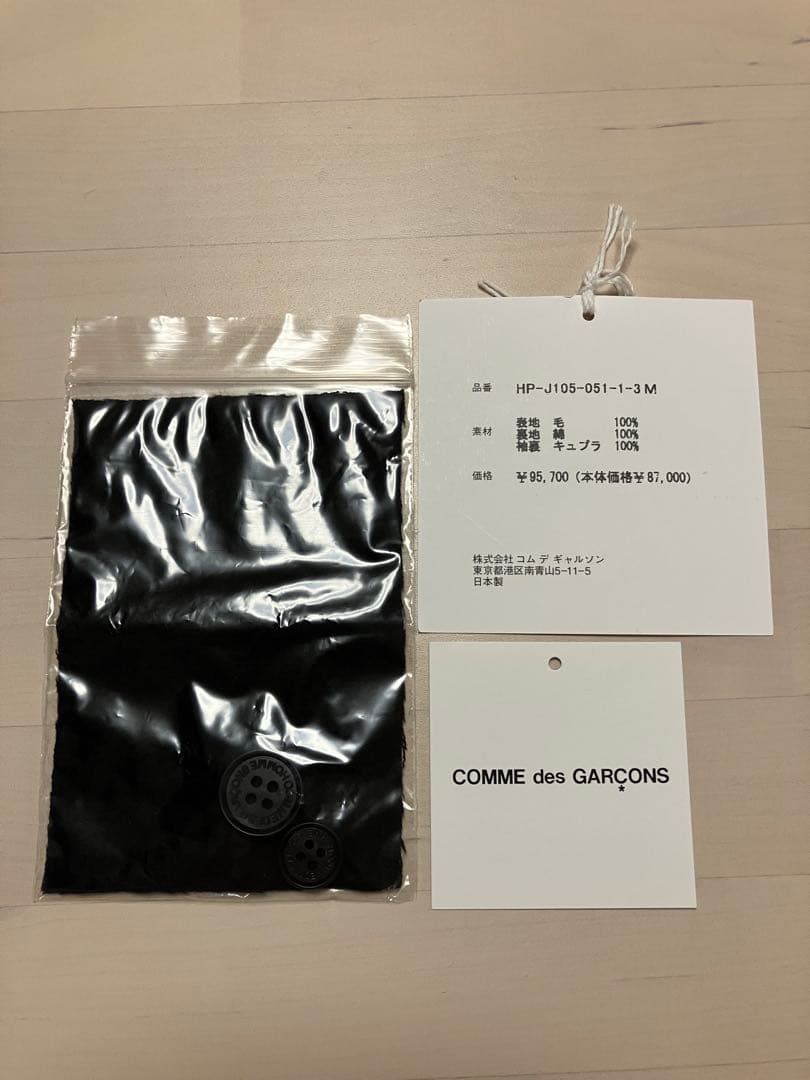 品番 HP-J105-051-1-3 M
素材 表地 毛 100%
裏地 綿 100%
袖裏 キュプラ 100%
価格 ¥95,700 (本体価格¥87,000)
株式会社 コム デ ギャルソン
東京都港区南青山5-11-5
日本製
COMME des GARÇONS